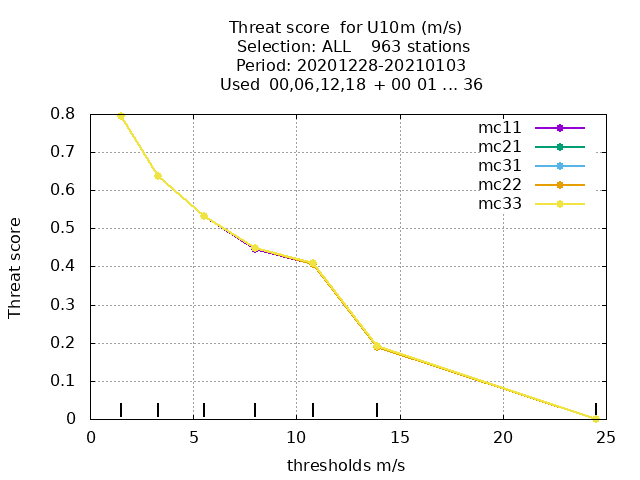 Threat score  for U10m (m/s)
Selection: ALL    963 stations
Period: 20201228-20210103
Used  00,06,12,18  + 00 01 ... 36
0.8
0.7
0.6
0.5
0.4
0.3
0.2
0.1
0
Threat score
mc11
mc21
mc31
mc22
mc33
0 5 10 15 20 25
thresholds m/s